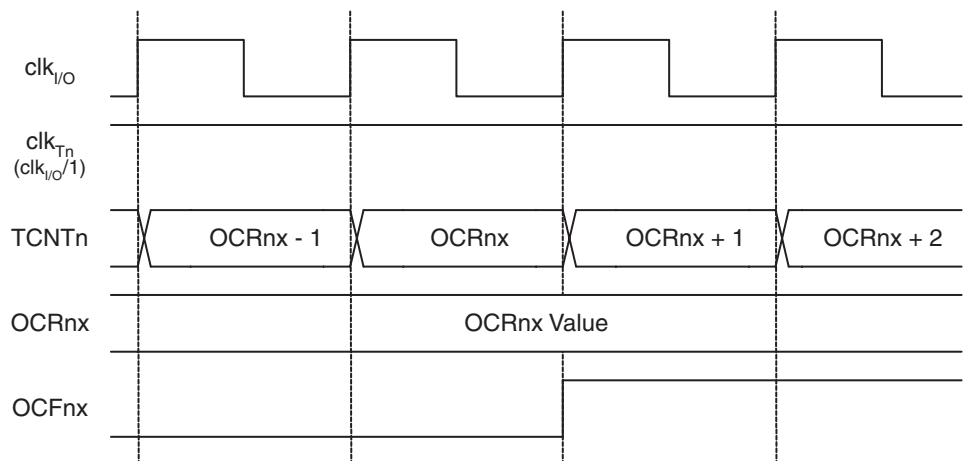 clkI/O
clkTn
(clkI/O/1)
TCNTn OCRnx - 1 OCRnx OCRnx + 1 OCRnx + 2
OCRnx OCRnx Value
OCFnx